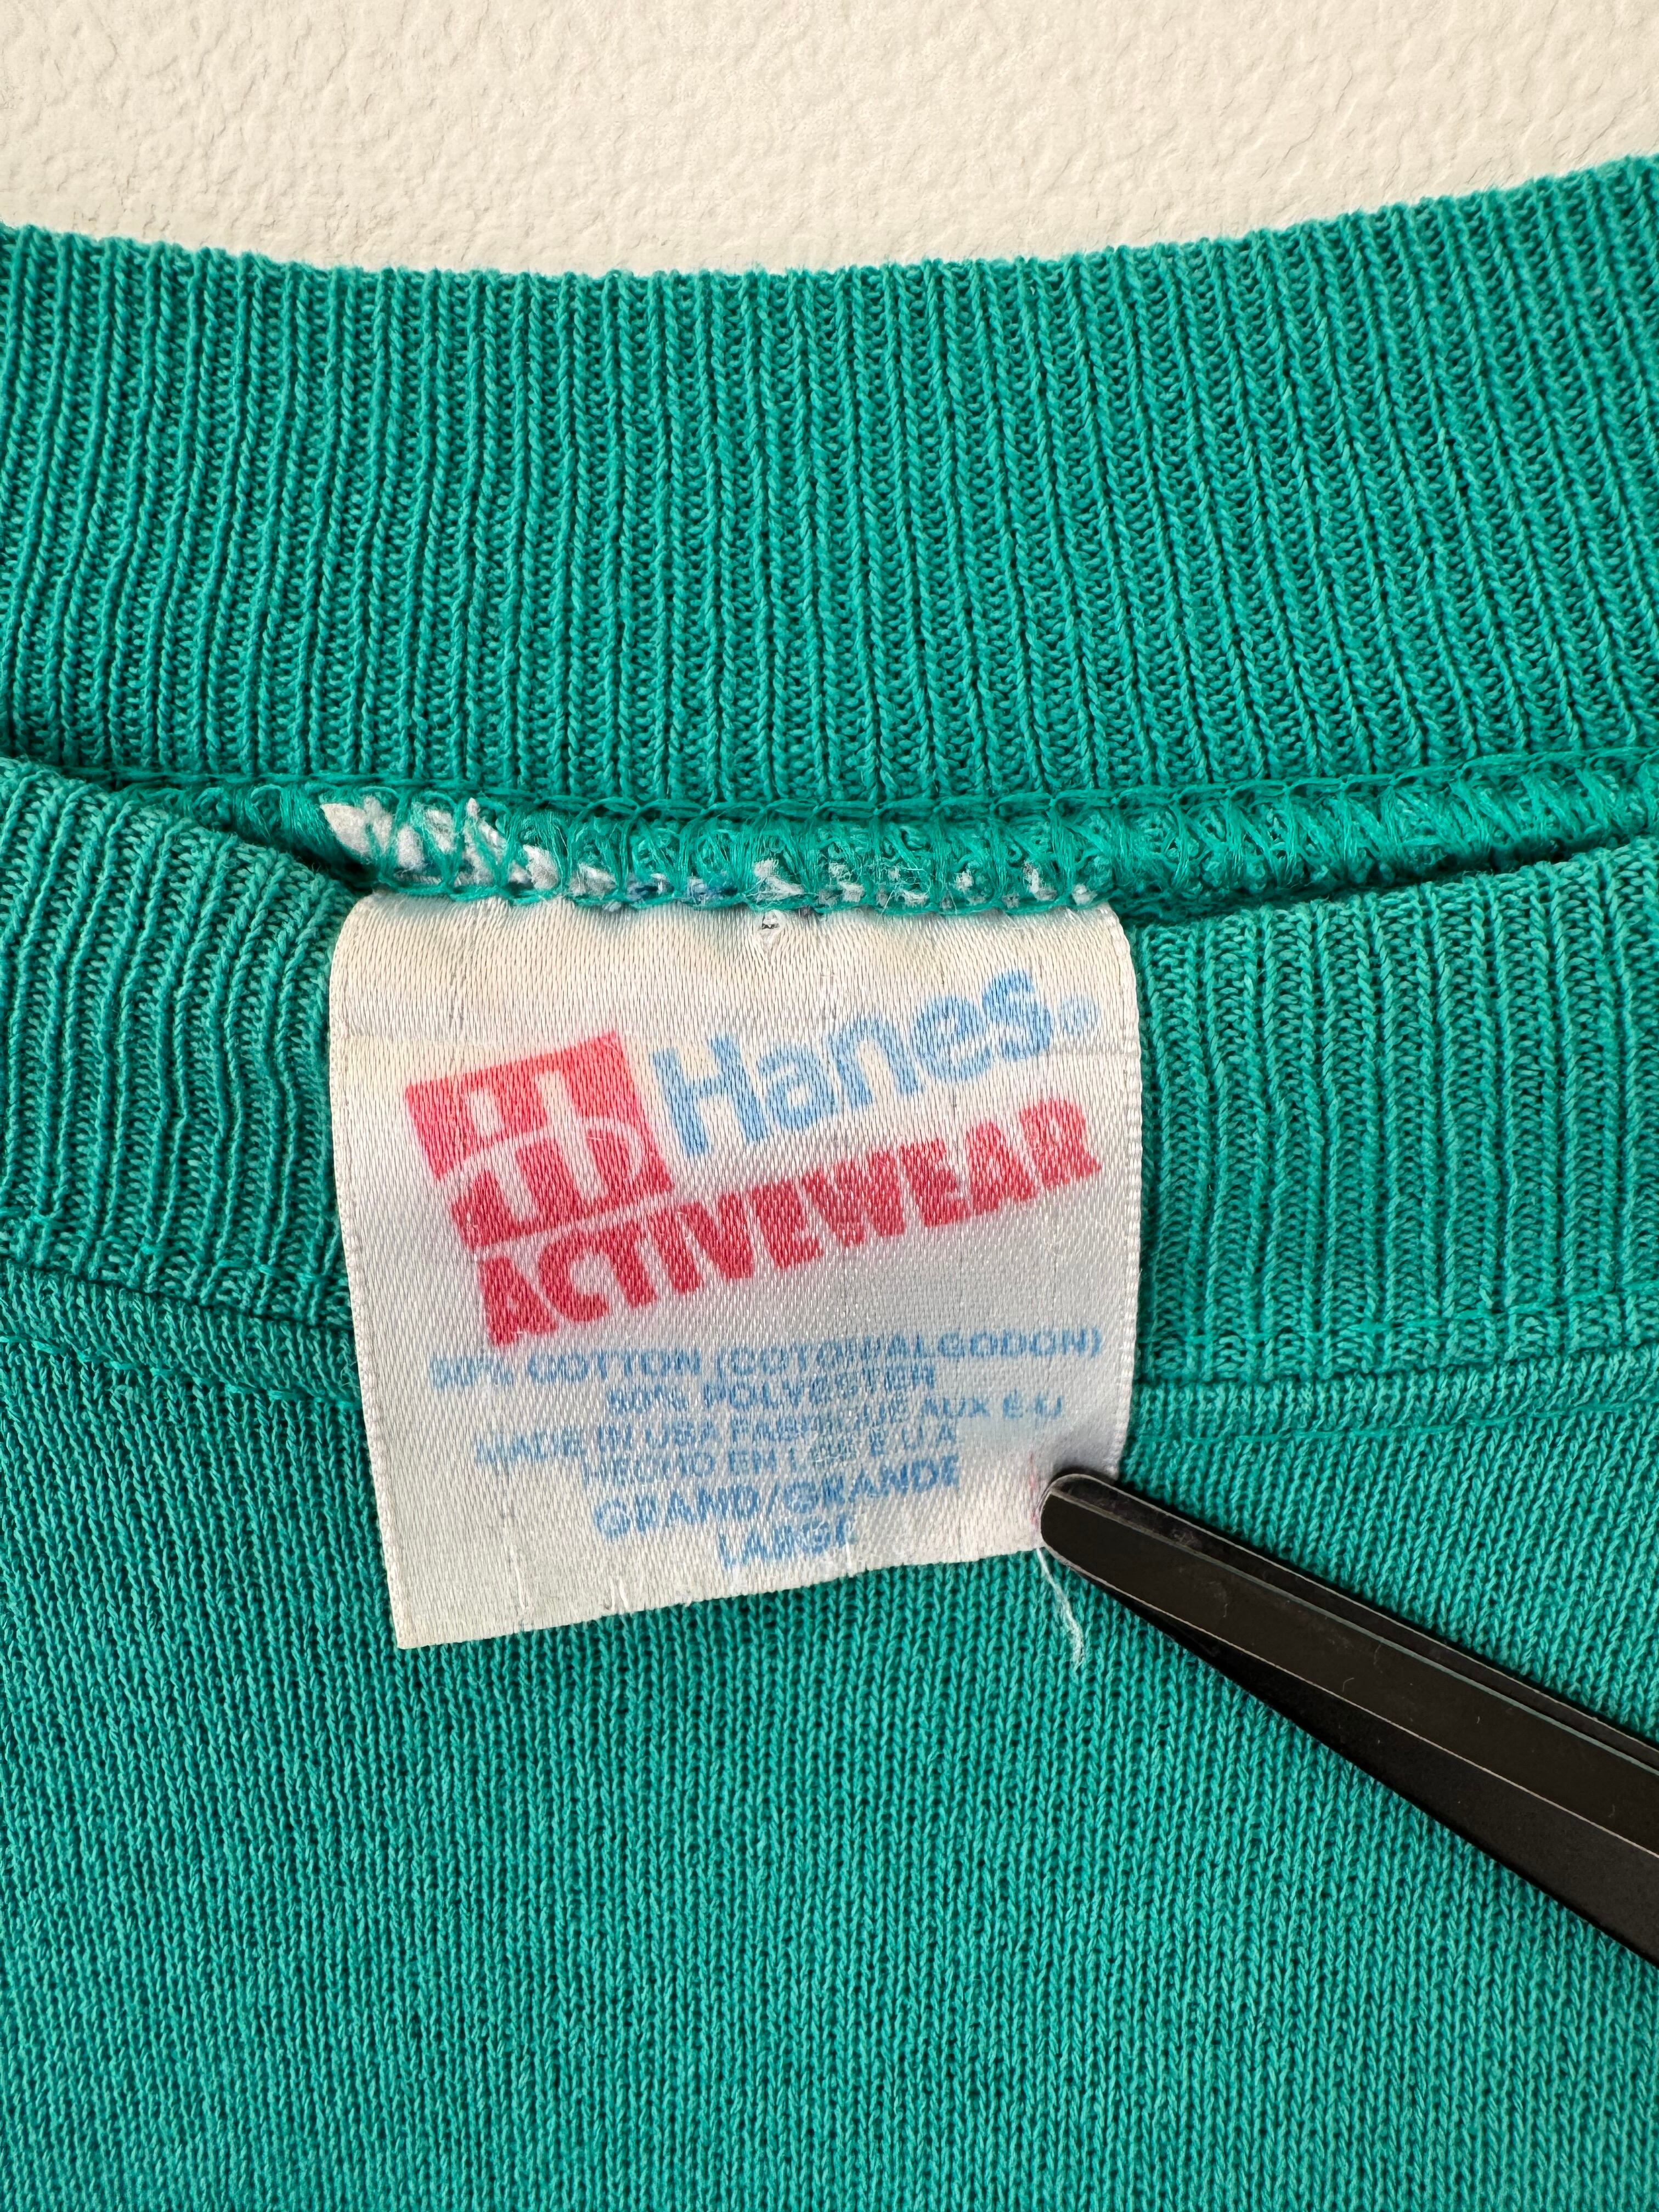 Hanes®
ACTIVEWEAR
50% COTTON (COTON/ALGODON)
50% POLYESTER
MADE IN USA FABRIQUE AUX É-U
HECHO EN LOS E U A
GRAND/GRANDE
LARGE